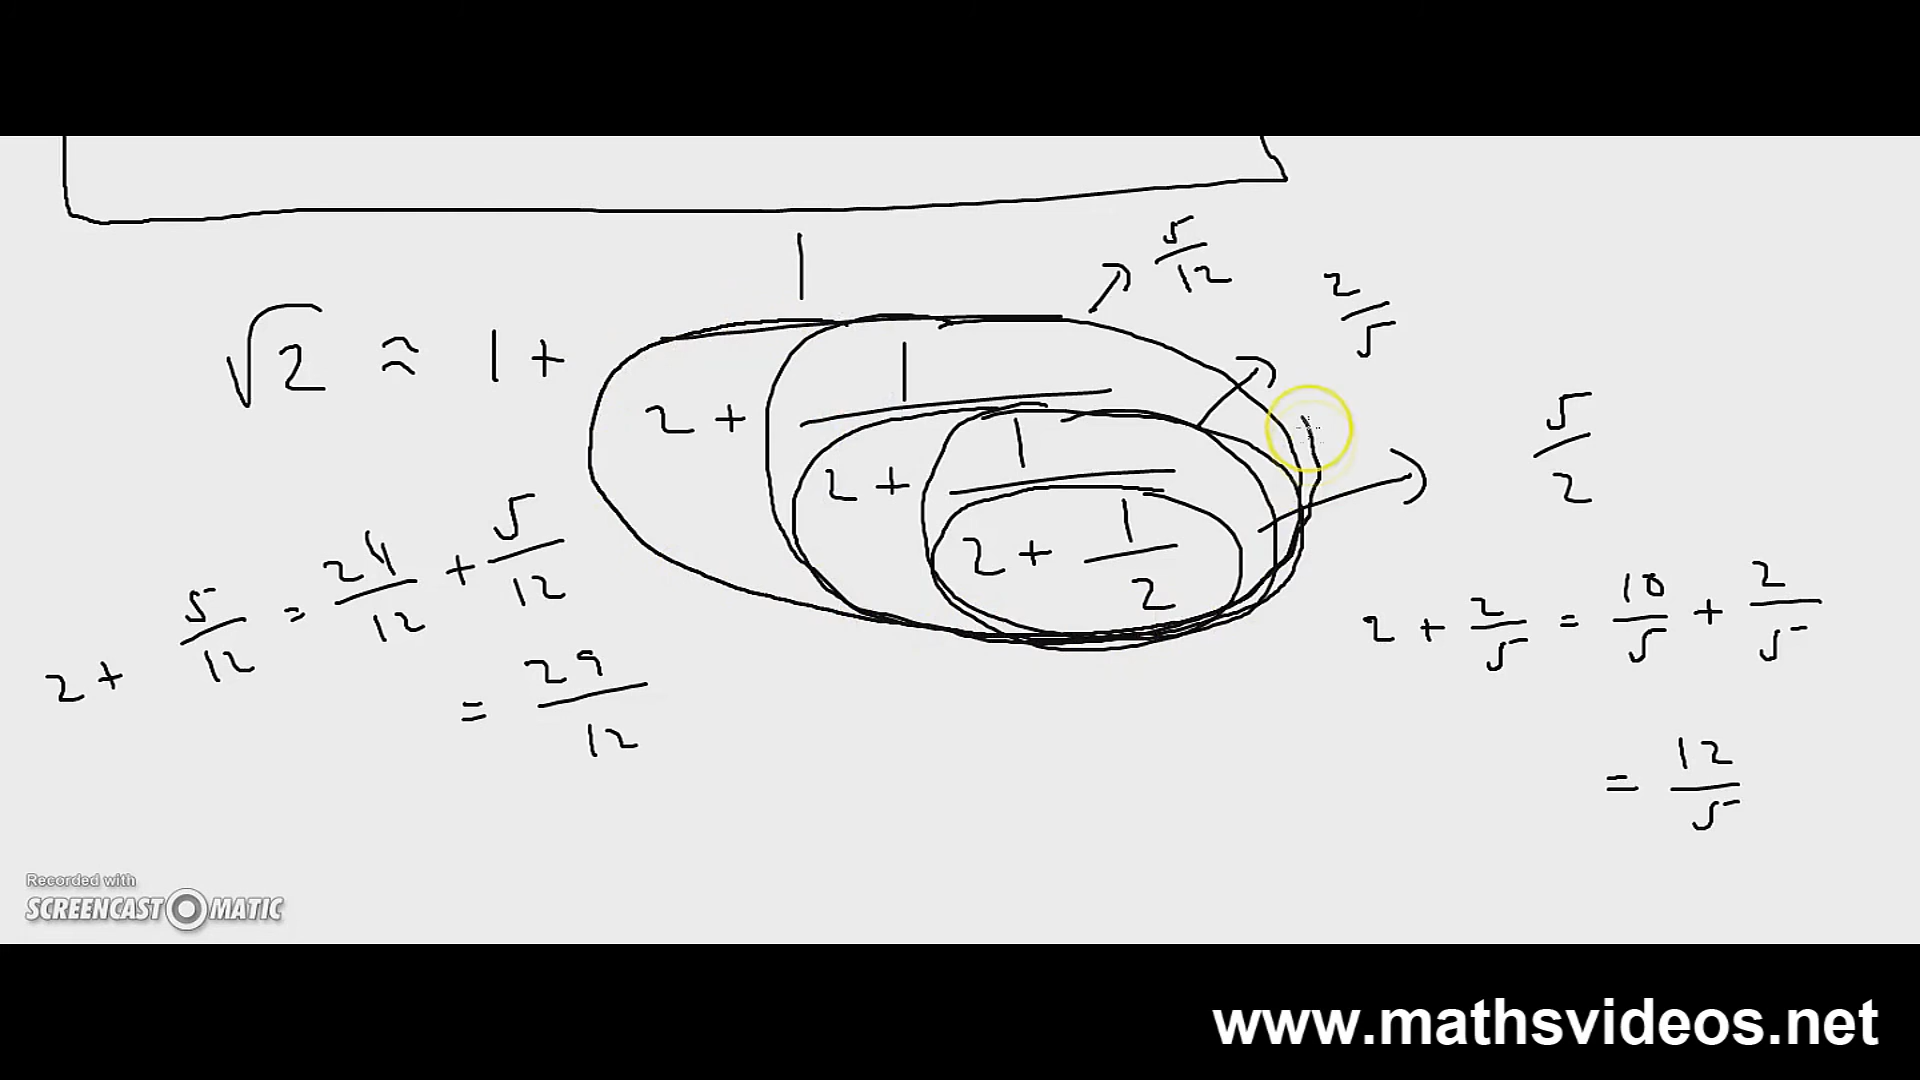 √2 ≈ 1 + 1
2 + 1
2 + 1
2 + 1/2
5/12
2/5
5/2
2 + 5/12 = 24/12 + 5/12
= 29/12
2 + 2/5 = 10/5 + 2/5
= 12/5
Recorded with
SCREENCAST MATIC
www.mathsvideos.net